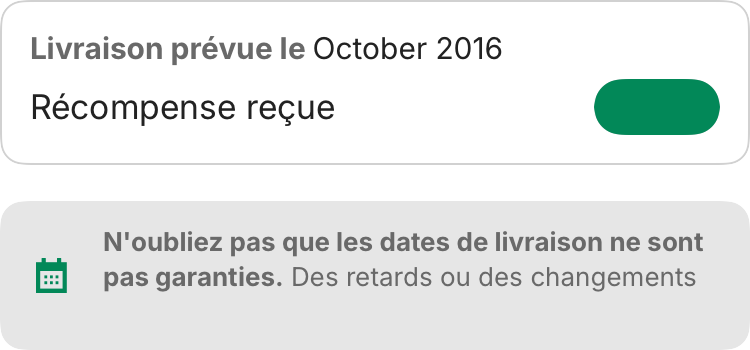 Livraison prévue le October 2016
Récompense reçue
N'oubliez pas que les dates de livraison ne sont
pas garanties. Des retards ou des changements